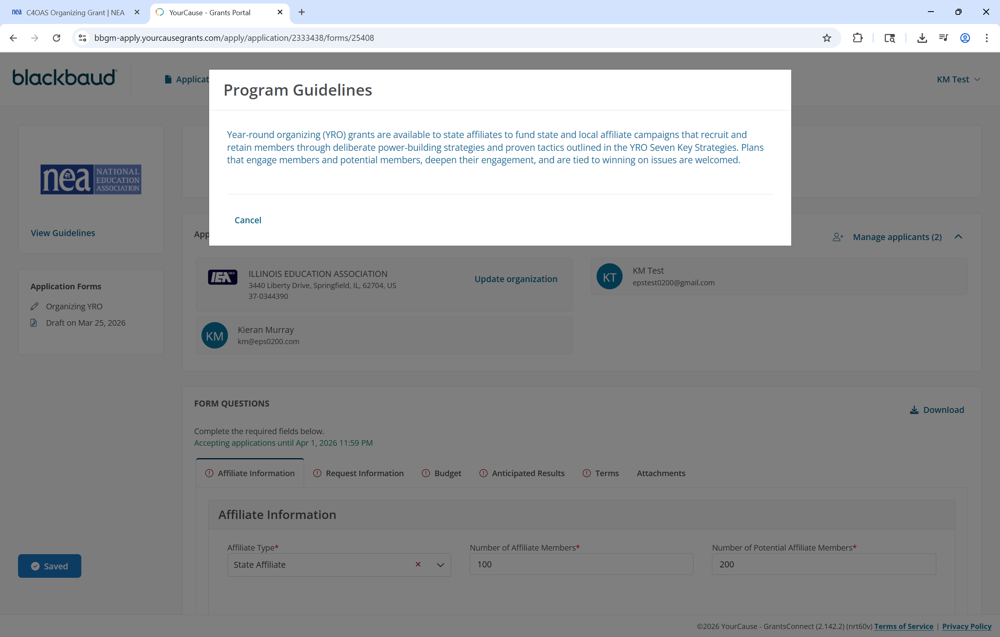 nea C4OAS Organizing Grant | NEA
YourCause - Grants Portal
bbgm-apply.yourcausegrants.com/apply/application/2333438/forms/25408
blackbaud
Applicat
KM Test
Program Guidelines
Year-round organizing (YRO) grants are available to state affiliates to fund state and local affiliate campaigns that recruit and
retain members through deliberate power-building strategies and proven tactics outlined in the YRO Seven Key Strategies. Plans
that engage members and potential members, deepen their engagement, and are tied to winning on issues are welcomed.
Cancel
nea NATIONAL
EDUCATION
ASSOCIATION
View Guidelines
Application Forms
Organizing YRO
Draft on Mar 25, 2026
Saved
App
Manage applicants (2)
IEA NEA
ILLINOIS EDUCATION ASSOCIATION
3440 Liberty Drive, Springfield, IL, 62704, US
37-0344390
Update organization
KT
KM Test
epstest0200@gmail.com
KM
Kieran Murray
km@eps0200.com
FORM QUESTIONS
Download
Complete the required fields below.
Accepting applications until Apr 1, 2026 11:59 PM
Affiliate Information
Request Information
Budget
Anticipated Results
Terms
Attachments
Affiliate Information
Affiliate Type*
State Affiliate
Number of Affiliate Members*
100
Number of Potential Affiliate Members*
200
©2026 YourCause - GrantsConnect (2.142.2) (nrt60v) Terms of Service | Privacy Policy